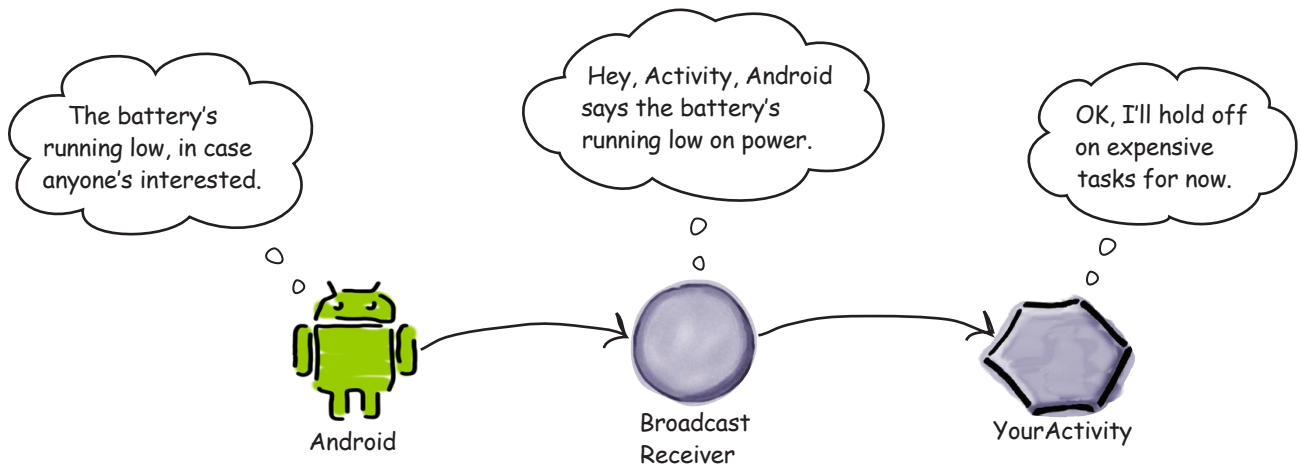 The battery's
running low, in case
anyone's interested.
Hey, Activity, Android
says the battery's
running low on power.
OK, I'll hold off
on expensive
tasks for now.
Android
Broadcast
Receiver
YourActivity